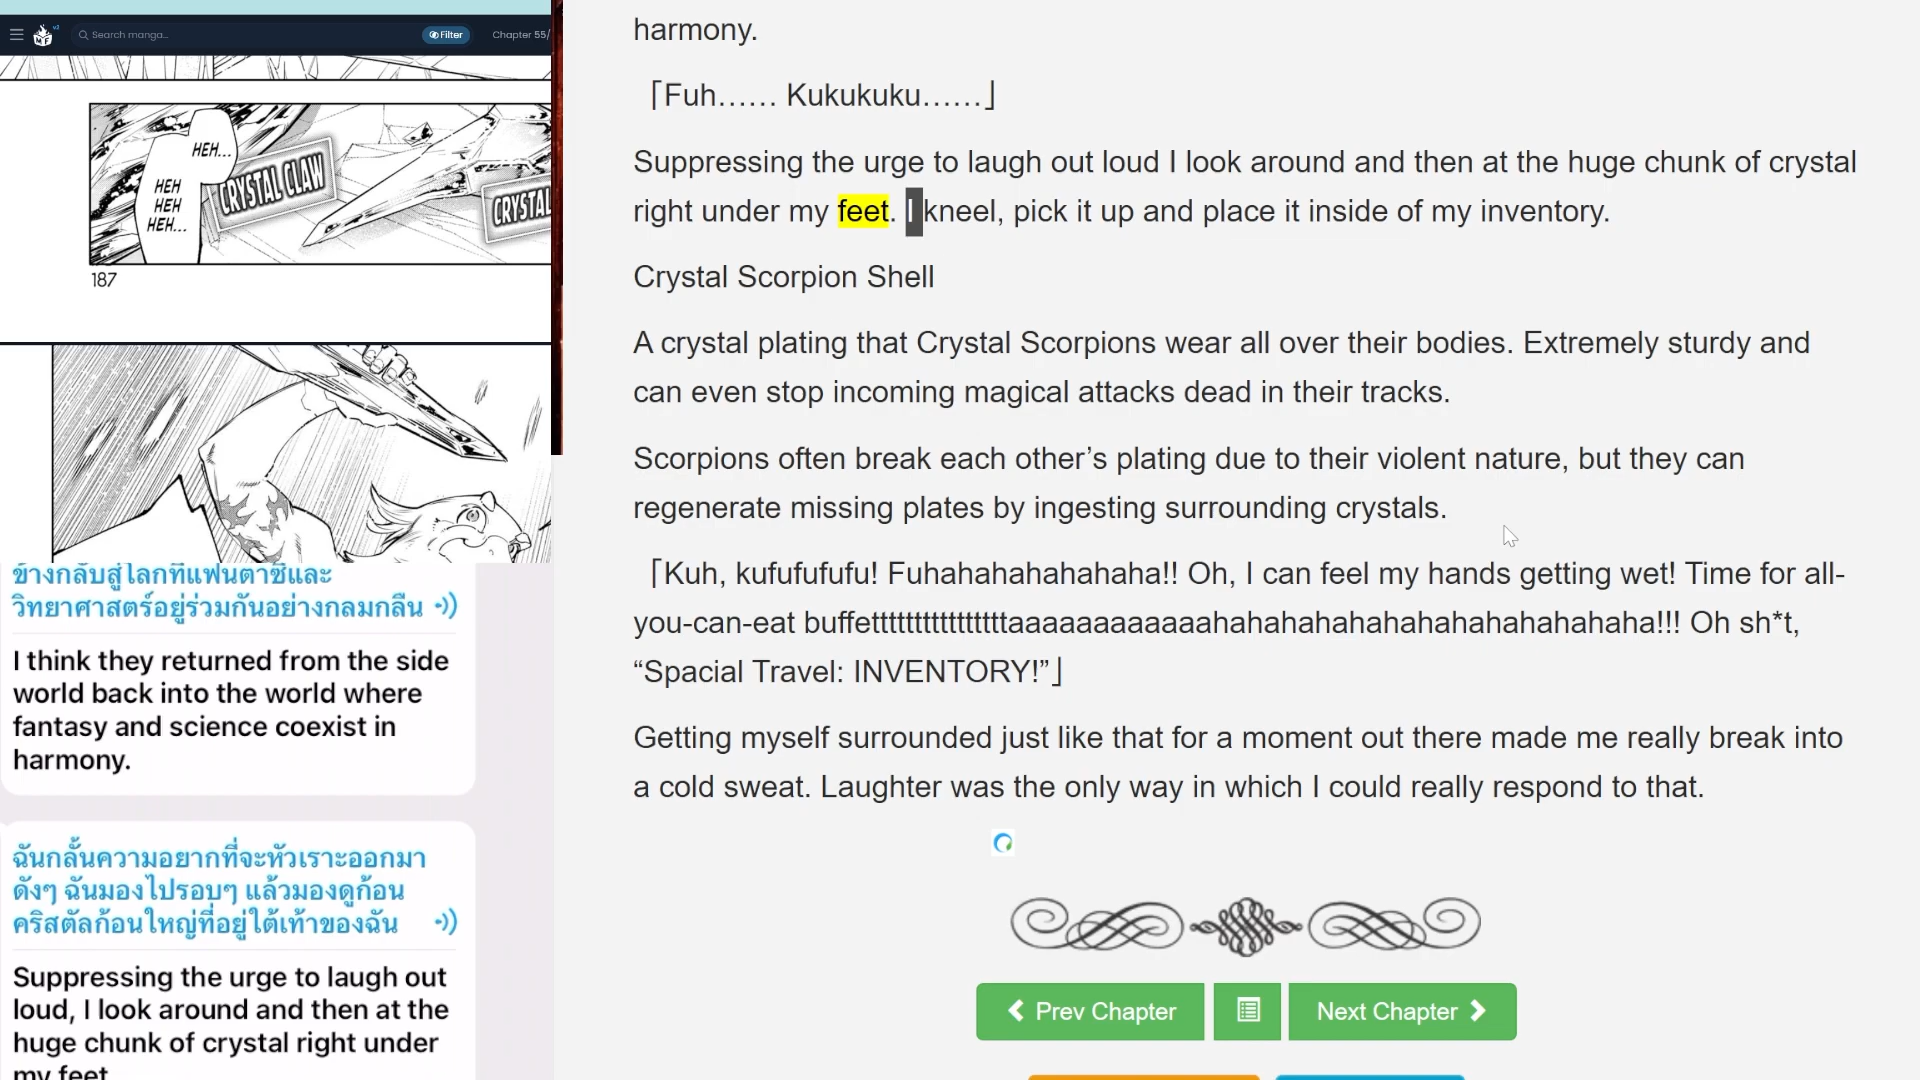 Search manga...
Filter
Chapter 55/
HEH...
HEH
HEH
HEH...
CRYSTAL CLAW
CRYSTAL
187
ข้างกลับสู่โลกที่แฟนตาซีและ
วิทยาศาสตร์อยู่ร่วมกันอย่างกลมกลืน
I think they returned from the side
world back into the world where
fantasy and science coexist in
harmony.
ฉันกลั้นความอยากที่จะหัวเราะออกมา
ดังๆ ฉันมองไปรอบๆ แล้วมองดูก้อน
คริสตัลก้อนใหญ่ที่อยู่ใต้เท้าของฉัน
Suppressing the urge to laugh out
loud, I look around and then at the
huge chunk of crystal right under
my feet
harmony.
「Fuh…… Kukukuku……」
Suppressing the urge to laugh out loud I look around and then at the huge chunk of crystal
right under my feet. I kneel, pick it up and place it inside of my inventory.
Crystal Scorpion Shell
A crystal plating that Crystal Scorpions wear all over their bodies. Extremely sturdy and
can even stop incoming magical attacks dead in their tracks.
Scorpions often break each other’s plating due to their violent nature, but they can
regenerate missing plates by ingesting surrounding crystals.
「Kuh, kufufufufu! Fuhahahahahahaha!! Oh, I can feel my hands getting wet! Time for all-
you-can-eat buffettttttttttttttttaaaaaaaaaaaahahahahahahahahahahahahaha!!! Oh sh*t,
“Spacial Travel: INVENTORY!”」
Getting myself surrounded just like that for a moment out there made me really break into
a cold sweat. Laughter was the only way in which I could really respond to that.
Prev Chapter
Next Chapter